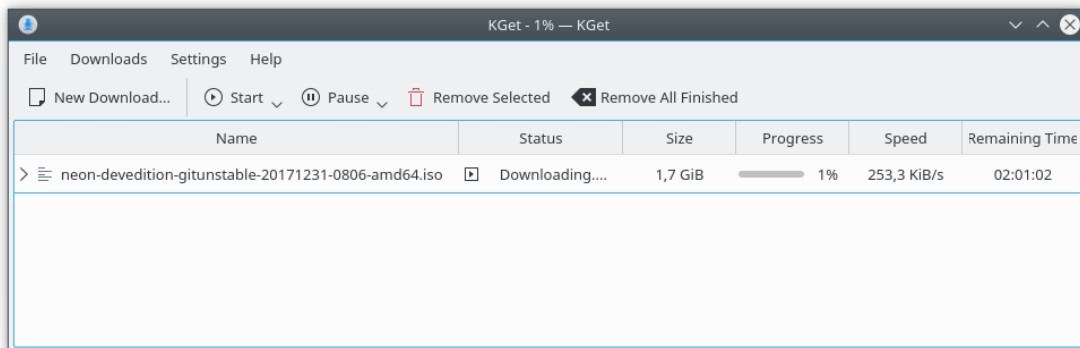 KGet - 1% — KGet
File Downloads Settings Help
New Download... Start Pause Remove Selected Remove All Finished
Name Status Size Progress Speed Remaining Time
neon-devedition-gitunstable-20171231-0806-amd64.iso Downloading.... 1,7 GiB 1% 253,3 KiB/s 02:01:02